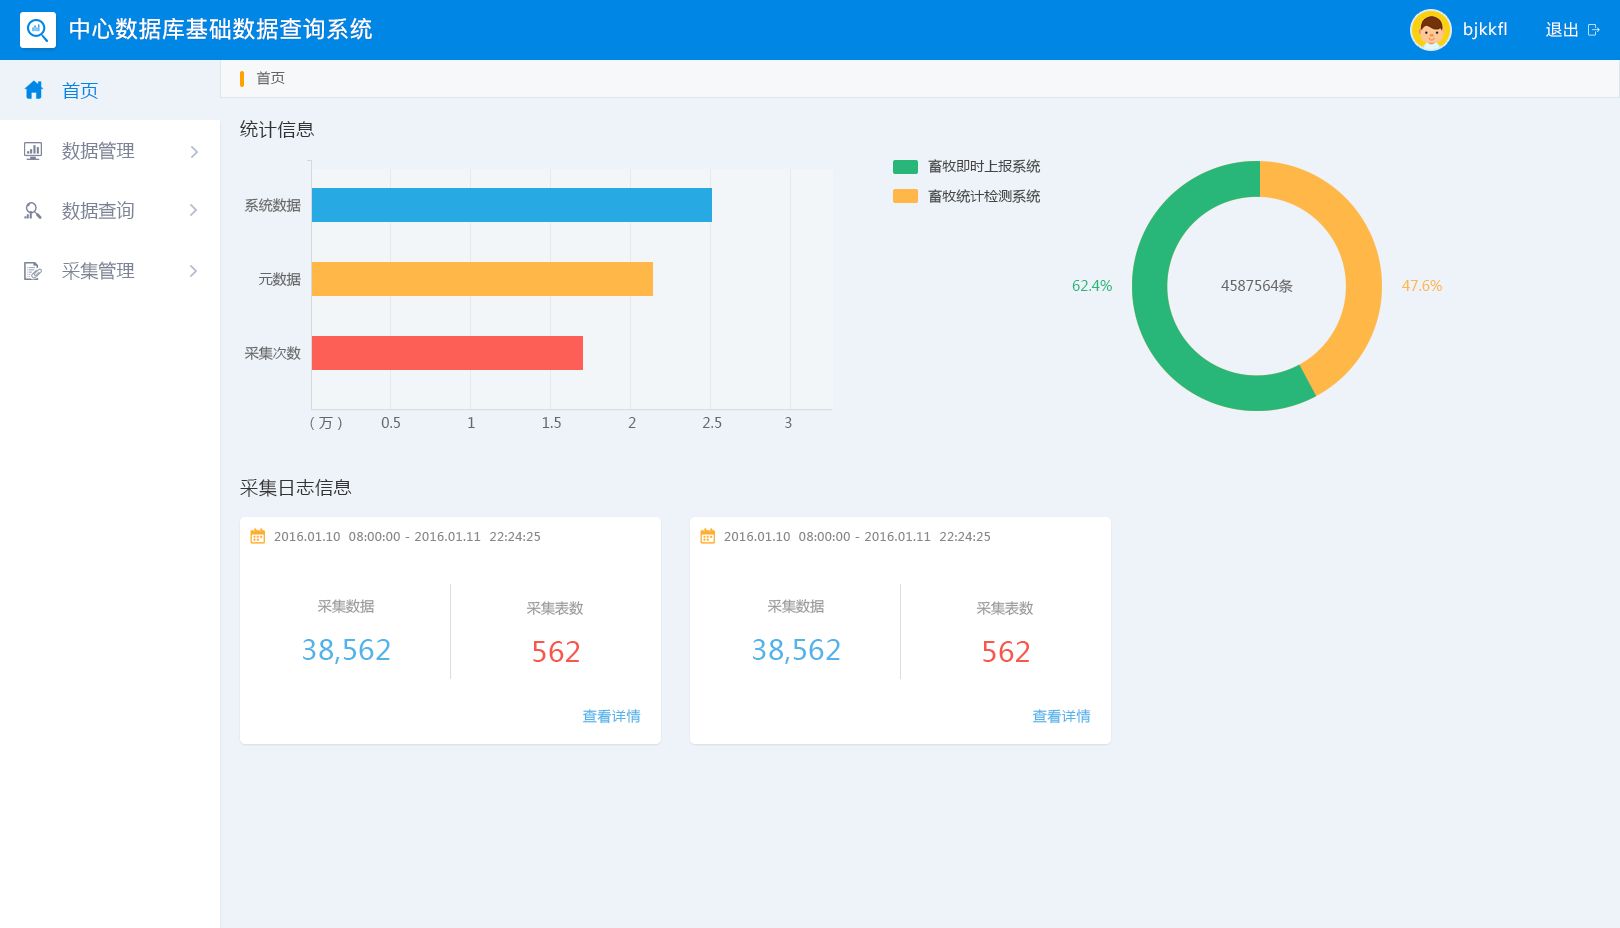 中心数据库基础数据查询系统
bjkkfl
退出
首页
数据管理
数据查询
采集管理
首页
统计信息
系统数据
元数据
采集次数
(万) 0.5 1 1.5 2 2.5 3
畜牧即时上报系统
畜牧统计检测系统
62.4%
4587564条
47.6%
采集日志信息
2016.01.10 08:00:00 - 2016.01.11 22:24:25
采集数据
38,562
采集表数
562
查看详情
2016.01.10 08:00:00 - 2016.01.11 22:24:25
采集数据
38,562
采集表数
562
查看详情